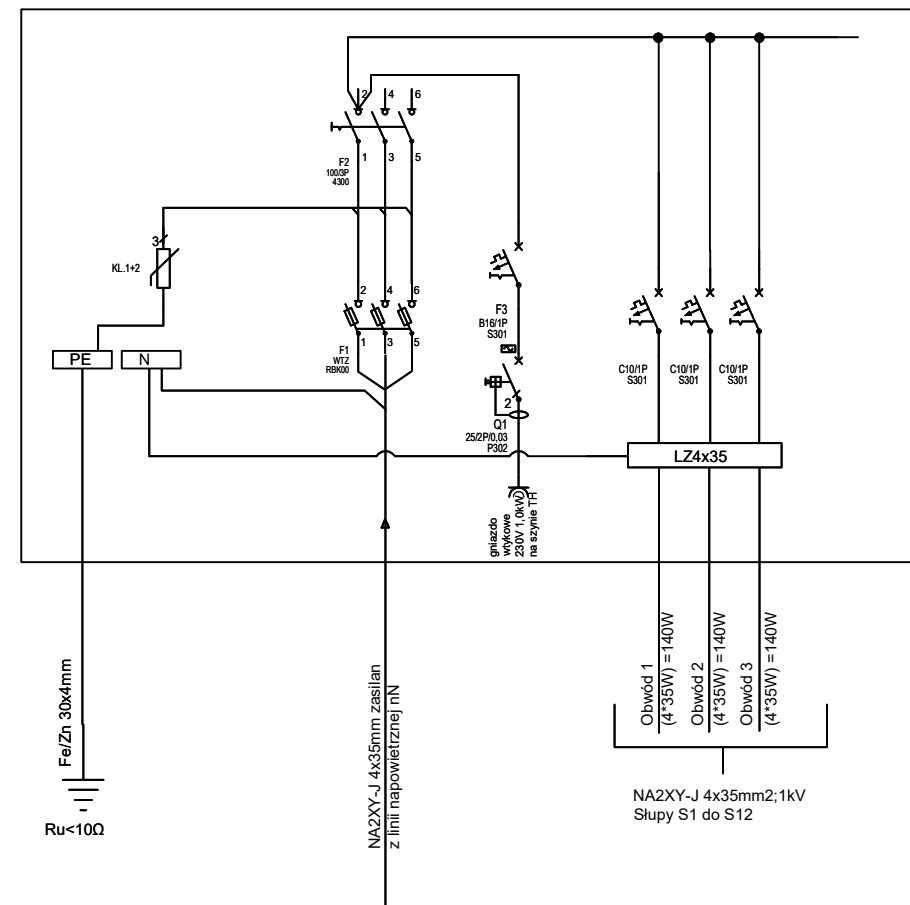 2 4 6
1 3 5
F2
100/3P
4300
3
KL.1+2
2 4 6
1 3 5
F1
WTZ
RBK00
PE
N
F3
B16/1P
S301
2
Q1
25/2P/0,03
P302
gniazdo
wtykowe
230V 1,0kW
na szynie TH
C10/1P
S301
C10/1P
S301
C10/1P
S301
LZ4x35
Obwód 1
(4*35W) =140W
Obwód 2
(4*35W) =140W
Obwód 3
(4*35W) =140W
Fe/Zn 30x4mm
Ru<10Ω
NA2XY-J 4x35mm zasilan
z linii napowietrznej nN
NA2XY-J 4x35mm2;1kV
Słupy S1 do S12